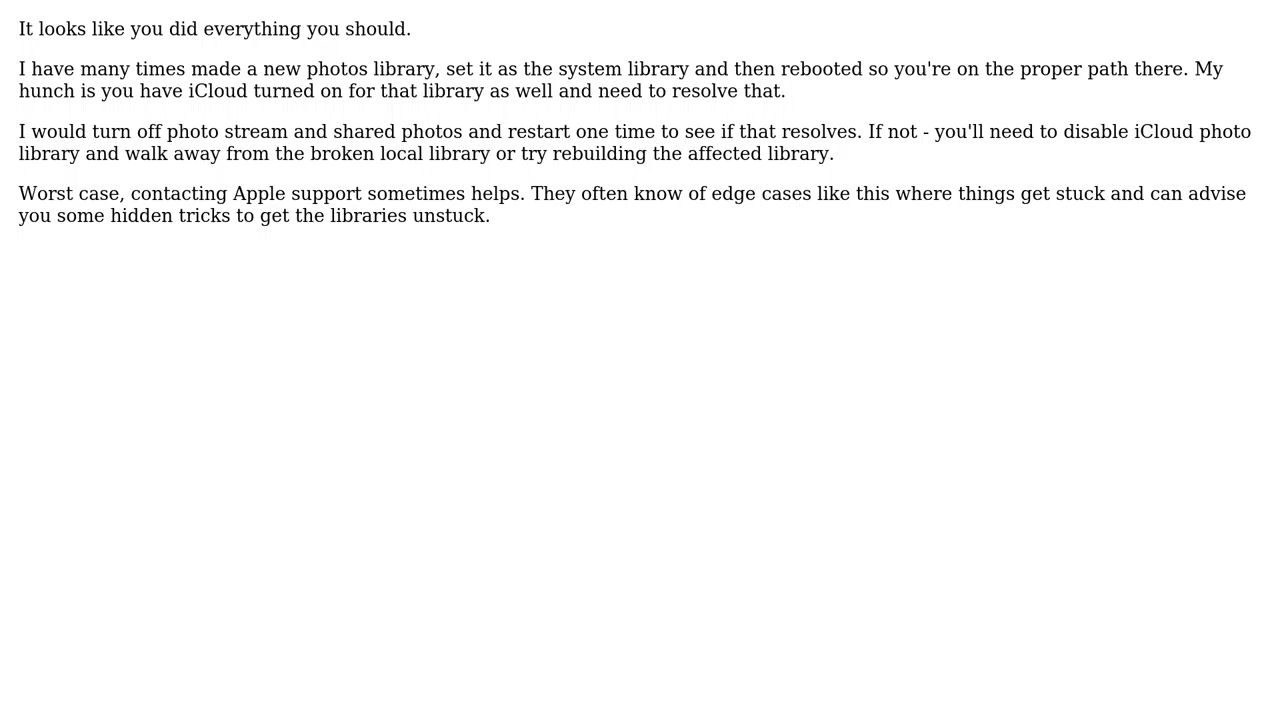 It looks like you did everything you should.
I have many times made a new photos library, set it as the system library and then rebooted so you're on the proper path there. My
hunch is you have iCloud turned on for that library as well and need to resolve that.
I would turn off photo stream and shared photos and restart one time to see if that resolves. If not - you'll need to disable iCloud photo
library and walk away from the broken local library or try rebuilding the affected library.
Worst case, contacting Apple support sometimes helps. They often know of edge cases like this where things get stuck and can advise
you some hidden tricks to get the libraries unstuck.